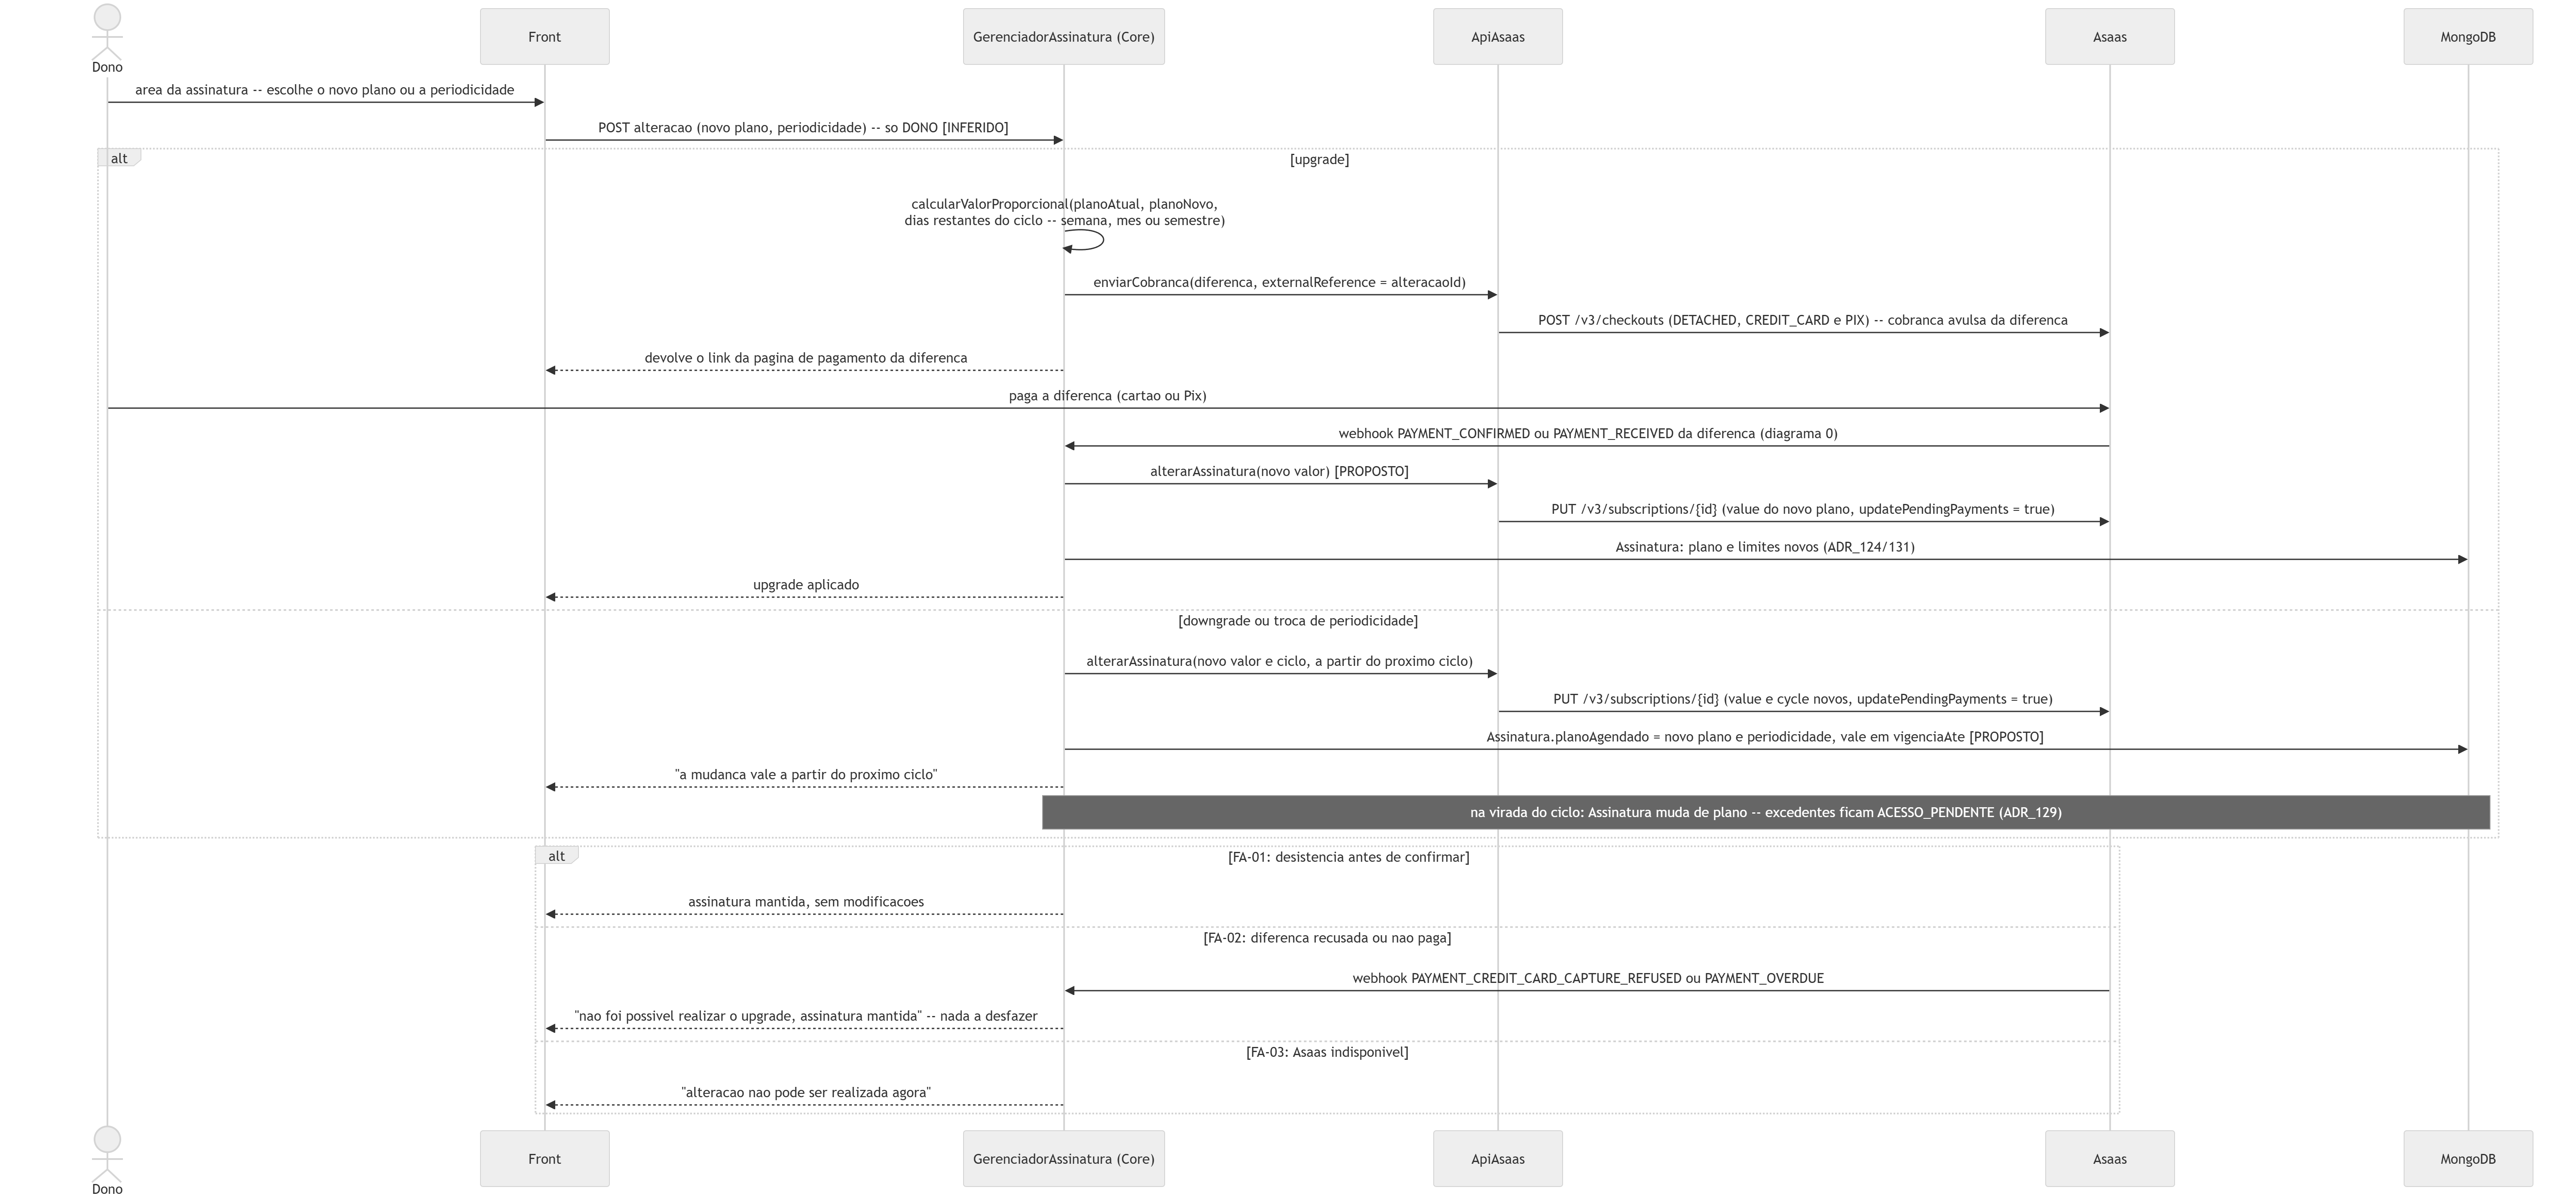 Dono
Front
GerenciadorAssinatura (Core)
ApiAsaas
Asaas
MongoDB
area da assinatura -- escolhe o novo plano ou a periodicidade
POST alteracao (novo plano, periodicidade) -- so DONO [INFERIDO]
alt
[upgrade]
calcularValorProporcional(planoAtual, planoNovo,
dias restantes do ciclo -- semana, mes ou semestre)
enviarCobranca(diferenca, externalReference = alteracaoId)
POST /v3/checkouts (DETACHED, CREDIT_CARD e PIX) -- cobranca avulsa da diferenca
devolve o link da pagina de pagamento da diferenca
paga a diferenca (cartao ou Pix)
webhook PAYMENT_CONFIRMED ou PAYMENT_RECEIVED da diferenca (diagrama 0)
alterarAssinatura(novo valor) [PROPOSTO]
PUT /v3/subscriptions/{id} (value do novo plano, updatePendingPayments = true)
Assinatura: plano e limites novos (ADR_124/131)
upgrade aplicado
[downgrade ou troca de periodicidade]
alterarAssinatura(novo valor e ciclo, a partir do proximo ciclo)
PUT /v3/subscriptions/{id} (value e cycle novos, updatePendingPayments = true)
Assinatura.planoAgendado = novo plano e periodicidade, vale em vigenciaAte [PROPOSTO]
"a mudanca vale a partir do proximo ciclo"
na virada do ciclo: Assinatura muda de plano -- excedentes ficam ACESSO_PENDENTE (ADR_129)
alt
[FA-01: desistencia antes de confirmar]
assinatura mantida, sem modificacoes
[FA-02: diferenca recusada ou nao paga]
webhook PAYMENT_CREDIT_CARD_CAPTURE_REFUSED ou PAYMENT_OVERDUE
"nao foi possivel realizar o upgrade, assinatura mantida" -- nada a desfazer
[FA-03: Asaas indisponivel]
"alteracao nao pode ser realizada agora"
Dono
Front
GerenciadorAssinatura (Core)
ApiAsaas
Asaas
MongoDB